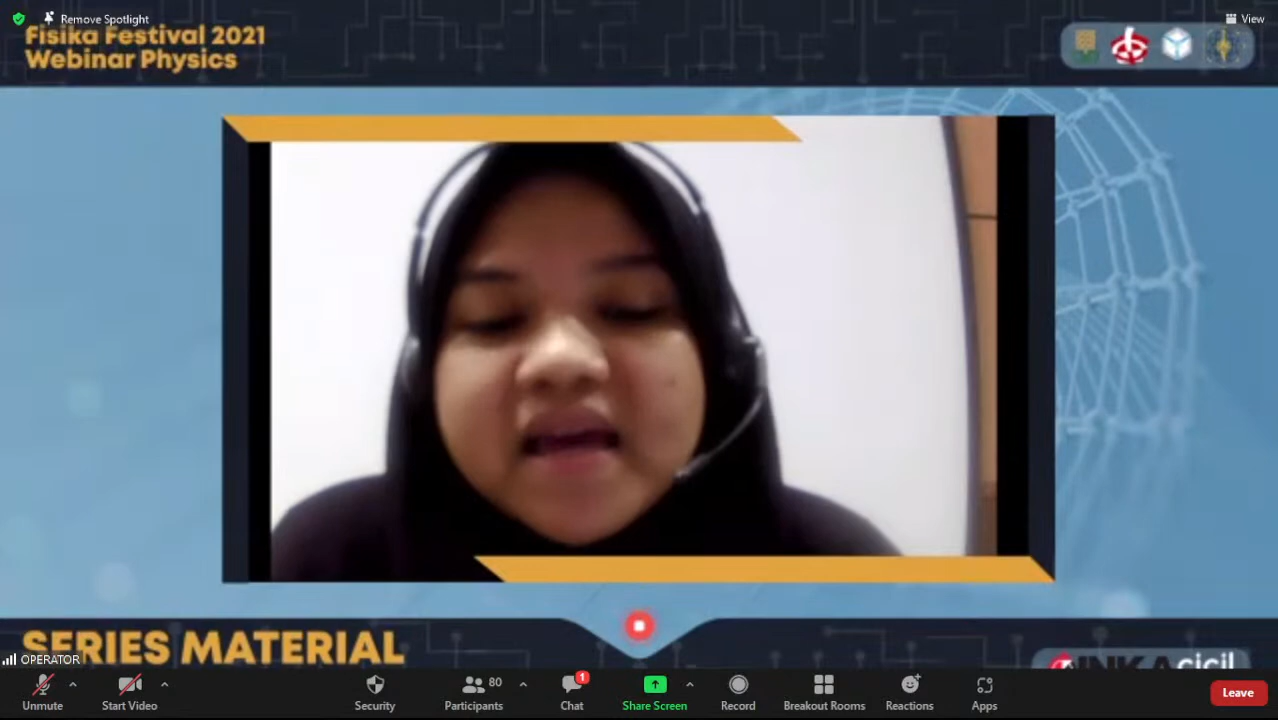 Remove Spotlight
View
Fisika Festival 2021
Webinar Physics
SERIES MATERIAL
OPERATOR
cicil
Unmute
Start Video
Security
80
Participants
1
Chat
Share Screen
Record
Breakout Rooms
Reactions
Apps
Leave